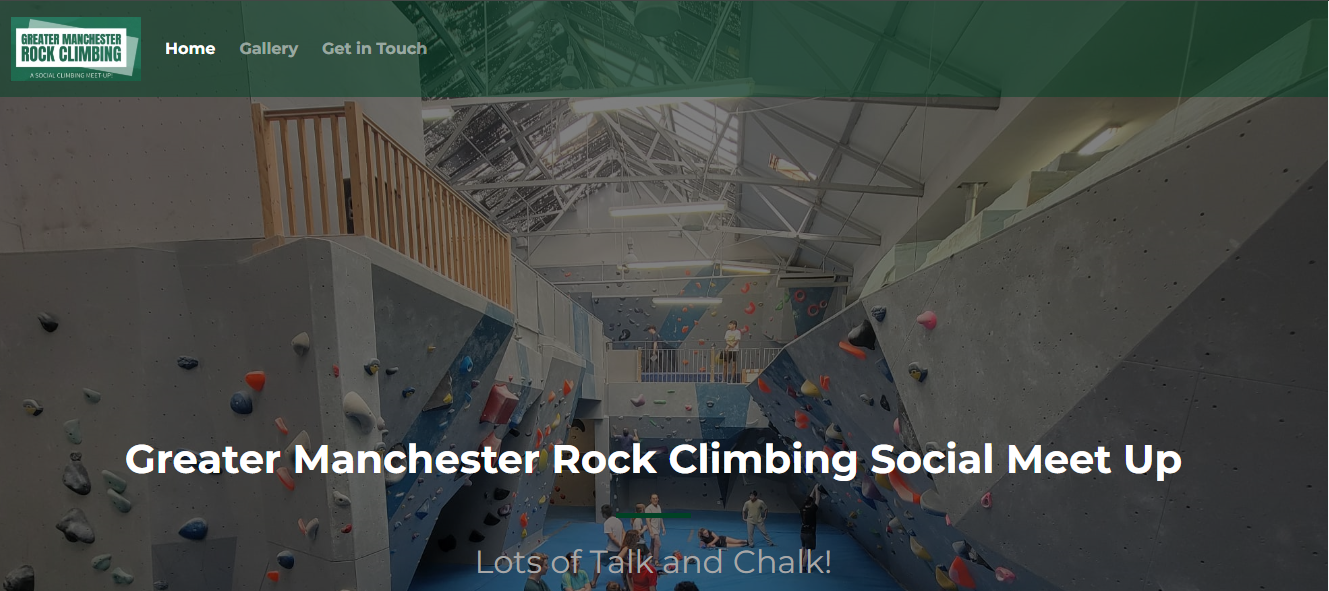 GREATER MANCHESTER
ROCK CLIMBING
A SOCIAL CLIMBING MEET-UP!
Home
Gallery
Get in Touch
Greater Manchester Rock Climbing Social Meet Up
Lots of Talk and Chalk!